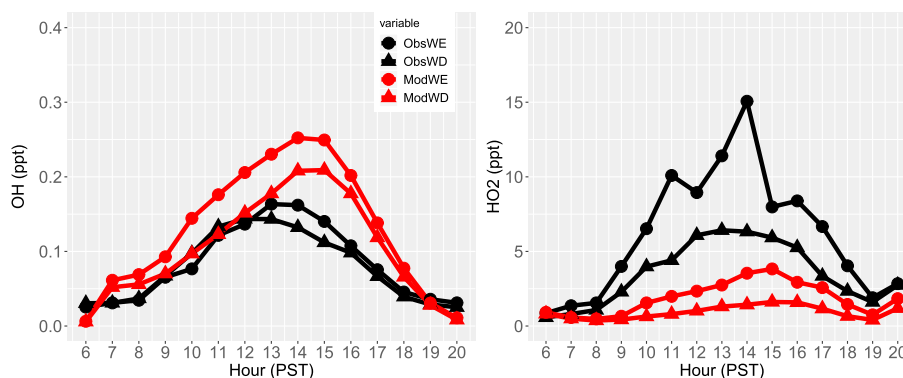 0.4
0.3
0.2
0.1
0.0
OH (ppt)
variable
ObsWE
ObsWD
ModWE
ModWD
6 7 8 9 10 11 12 13 14 15 16 17 18 19 20
Hour (PST)
20
15
10
5
0
HO2 (ppt)
6 7 8 9 10 11 12 13 14 15 16 17 18 19 20
Hour (PST)